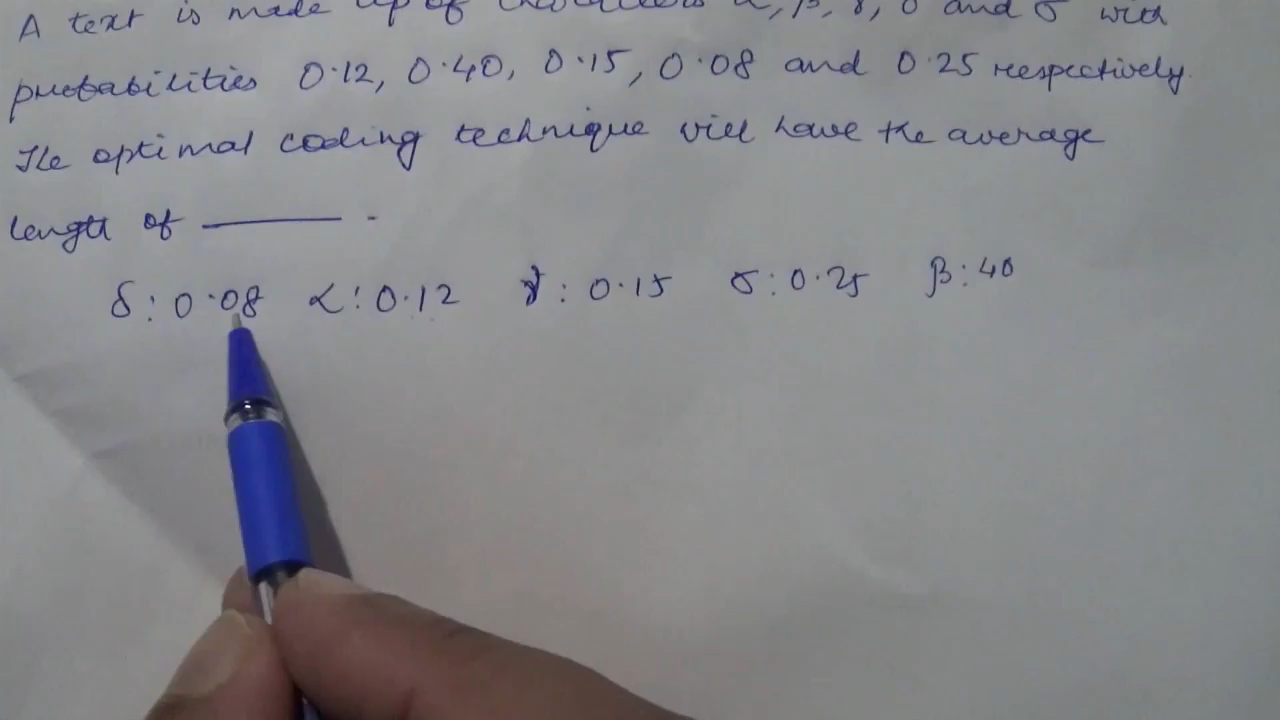 A text is made up of characters α, β, γ, δ and σ with
probabilities 0.12, 0.40, 0.15, 0.08 and 0.25 respectively.
The optimal coding technique will have the average
length of ______ .
δ: 0.08 α: 0.12 γ: 0.15 σ: 0.25 β: 40